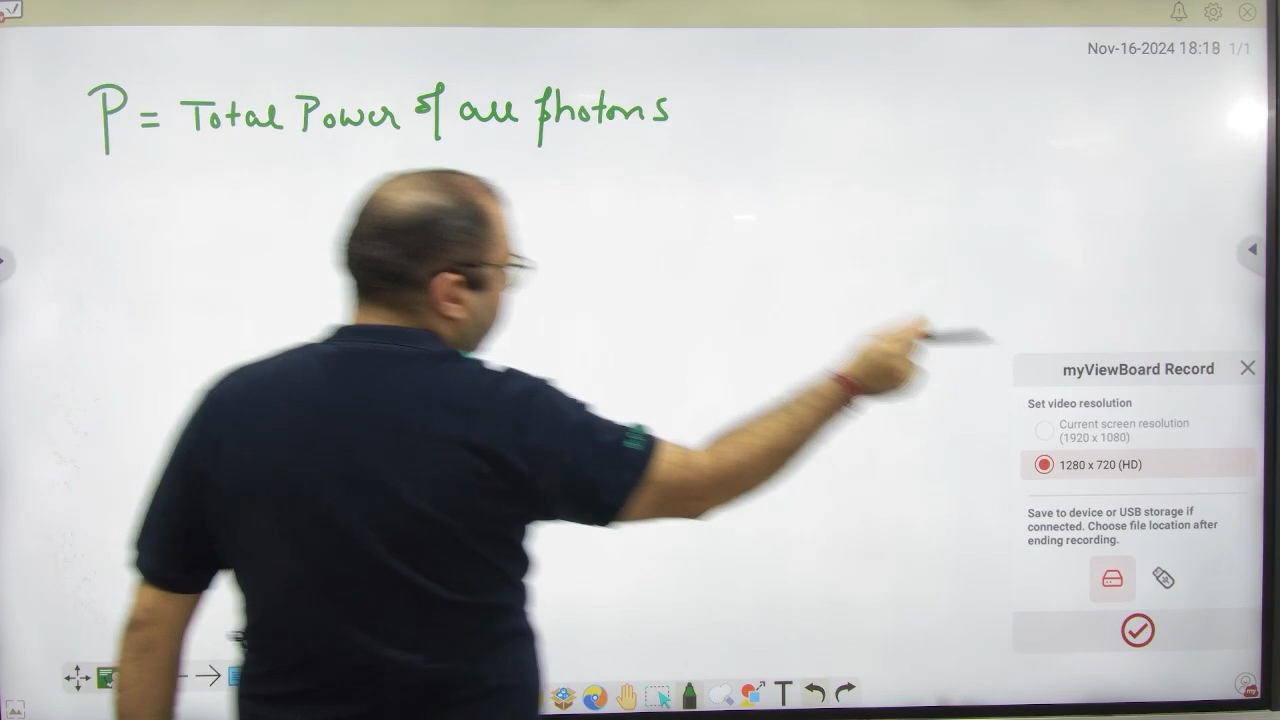 Nov-16-2024 18:18 1/1
P = Total Power of all photons
myViewBoard Record
Set video resolution
Current screen resolution
(1920 x 1080)
1280 x 720 (HD)
Save to device or USB storage if
connected. Choose file location after
ending recording.
T
my